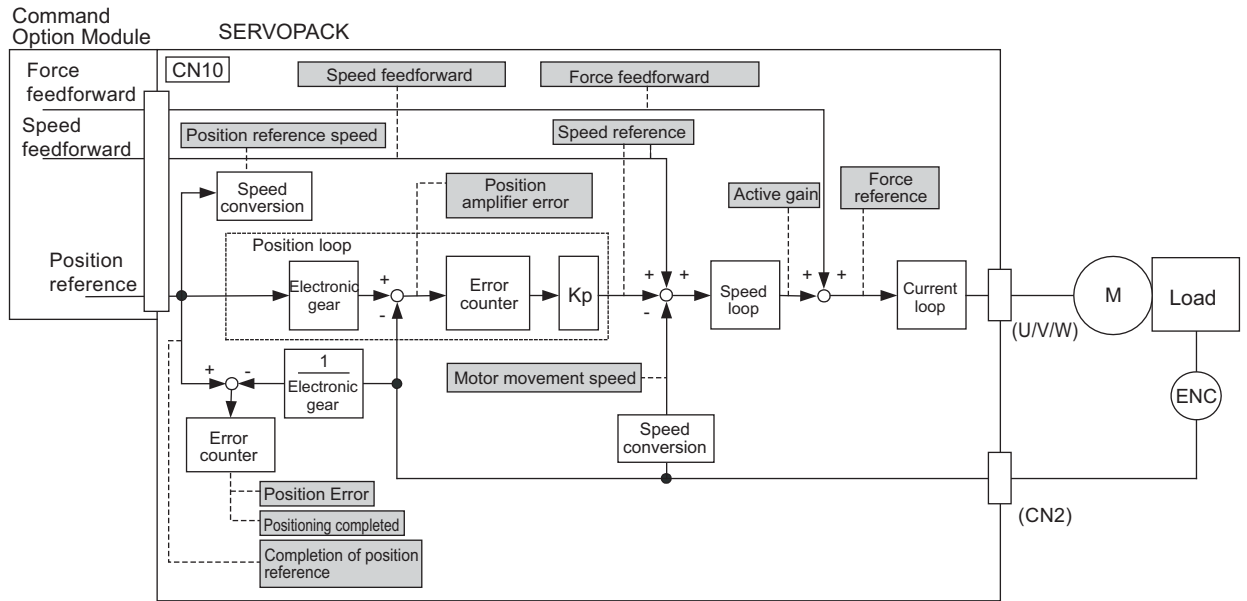 Command
Option Module
SERVOPACK
CN10
Force
feedforward
Speed feedforward
Force feedforward
Speed
feedforward
Position reference speed
Speed reference
Speed
conversion
Position
amplifier error
Active gain
Force
reference
Position
reference
Position loop
Electronic
gear
+
-
Error
counter
Kp
+
+
-
Speed
loop
+
+
Current
loop
(U/V/W)
M
Load
+
-
1
Electronic
gear
Motor movement speed
ENC
Error
counter
Speed
conversion
Position Error
Positioning completed
Completion of position
reference
(CN2)